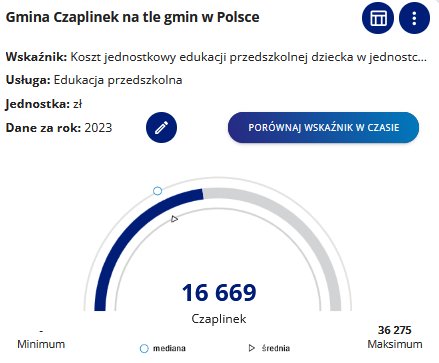 Gmina Czaplinek na tle gmin w Polsce
Wskaźnik: Koszt jednostkowy edukacji przedszkolnej dziecka w jednostc...
Usługa: Edukacja przedszkolna
Jednostka: zł
Dane za rok: 2023
PORÓWNAJ WSKAŹNIK W CZASIE
16 669
Czaplinek
-
Minimum
36 275
Maksimum
mediana
średnia